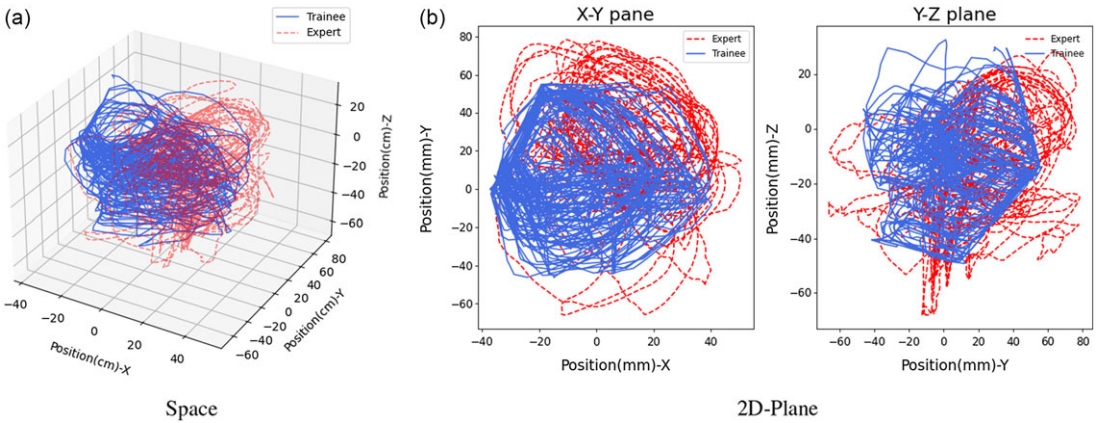 (a)
Trainee
Expert
20
0
−20
−40
−60
Position(cm)-Z
80
60
40
20
0
−20
−40
−60
Position(cm)-Y
−40
−20
0
20
40
Position(cm)-X
Space
(b)
X-Y pane
Expert
Trainee
80
60
40
20
0
−20
−40
−60
Position(mm)-Y
−40
−20
0
20
40
Position(mm)-X
Y-Z plane
Expert
Trainee
20
0
−20
−40
−60
Position(mm)-Z
−60
−40
−20
0
20
40
60
80
Position(mm)-Y
2D-Plane